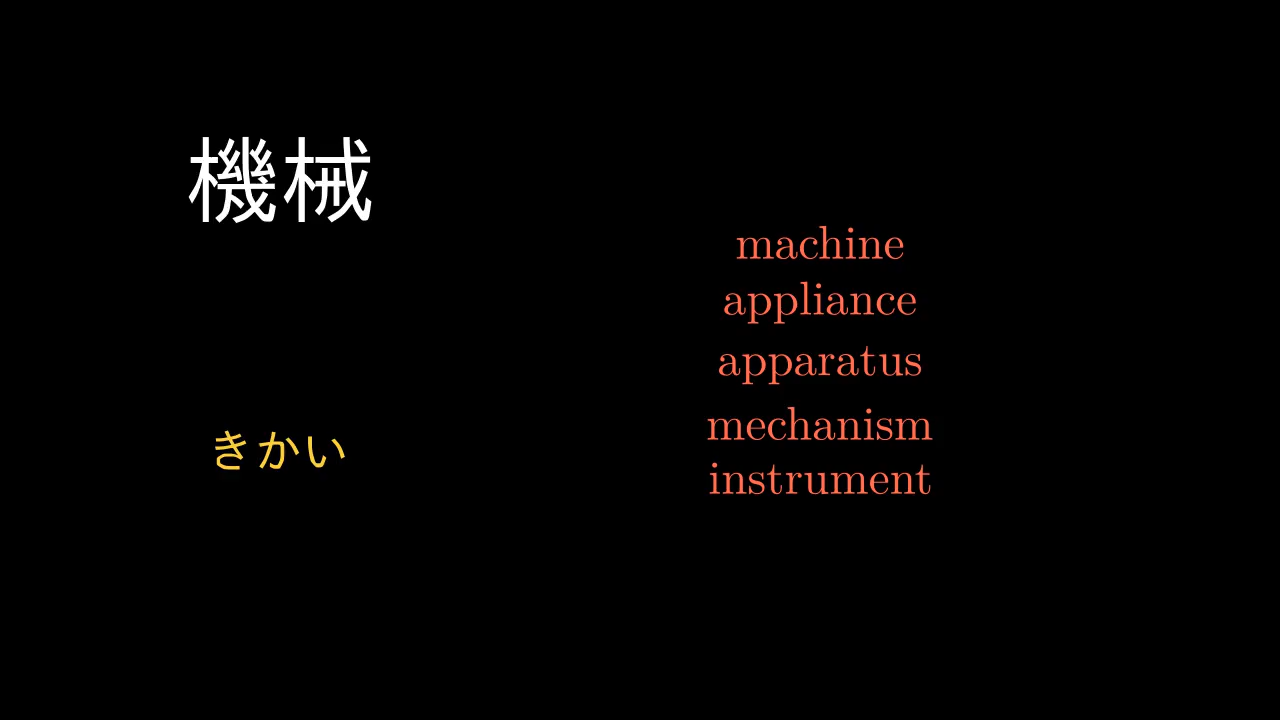 機械
きかい
machine
appliance
apparatus
mechanism
instrument